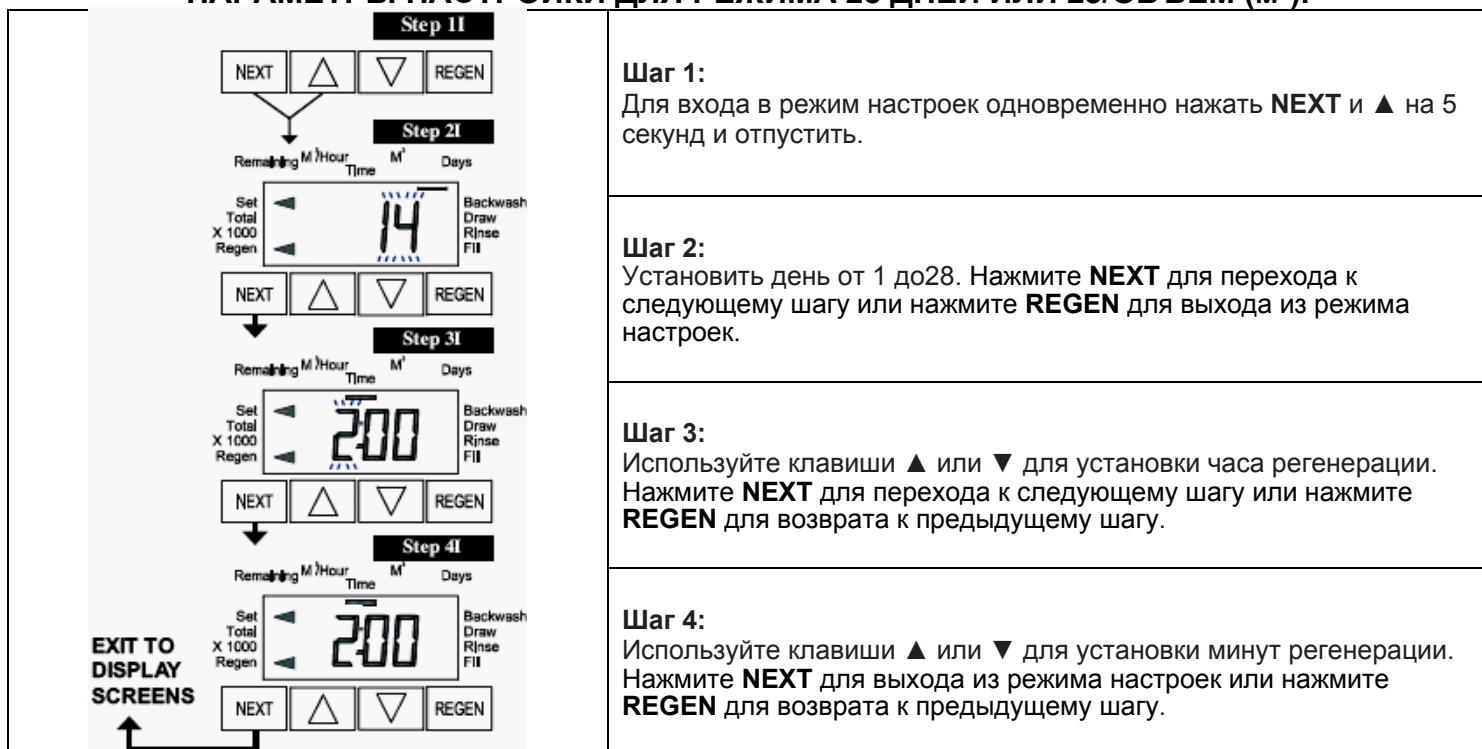 Step 1I
NEXT △ ▽ REGEN
Step 2I
Remaining M³/Hour Time M³ Days
Set
Total
X 1000
Regen
14
Backwash
Draw
Rinse
Fill
NEXT △ ▽ REGEN
Step 3I
Remaining M³/Hour Time M³ Days
Set
Total
X 1000
Regen
2:00
Backwash
Draw
Rinse
Fill
NEXT △ ▽ REGEN
Step 4I
Remaining M³/Hour Time M³ Days
Set
Total
X 1000
Regen
2:00
Backwash
Draw
Rinse
Fill
EXIT TO
DISPLAY
SCREENS
NEXT △ ▽ REGEN
Шаг 1:
Для входа в режим настроек одновременно нажать NEXT и ▲ на 5
секунд и отпустить.
Шаг 2:
Установить день от 1 до28. Нажмите NEXT для перехода к
следующему шагу или нажмите REGEN для выхода из режима
настроек.
Шаг 3:
Используйте клавиши ▲ или ▼ для установки часа регенерации.
Нажмите NEXT для перехода к следующему шагу или нажмите
REGEN для возврата к предыдущему шагу.
Шаг 4:
Используйте клавиши ▲ или ▼ для установки минут регенерации.
Нажмите NEXT для выхода из режима настроек или нажмите
REGEN для возврата к предыдущему шагу.